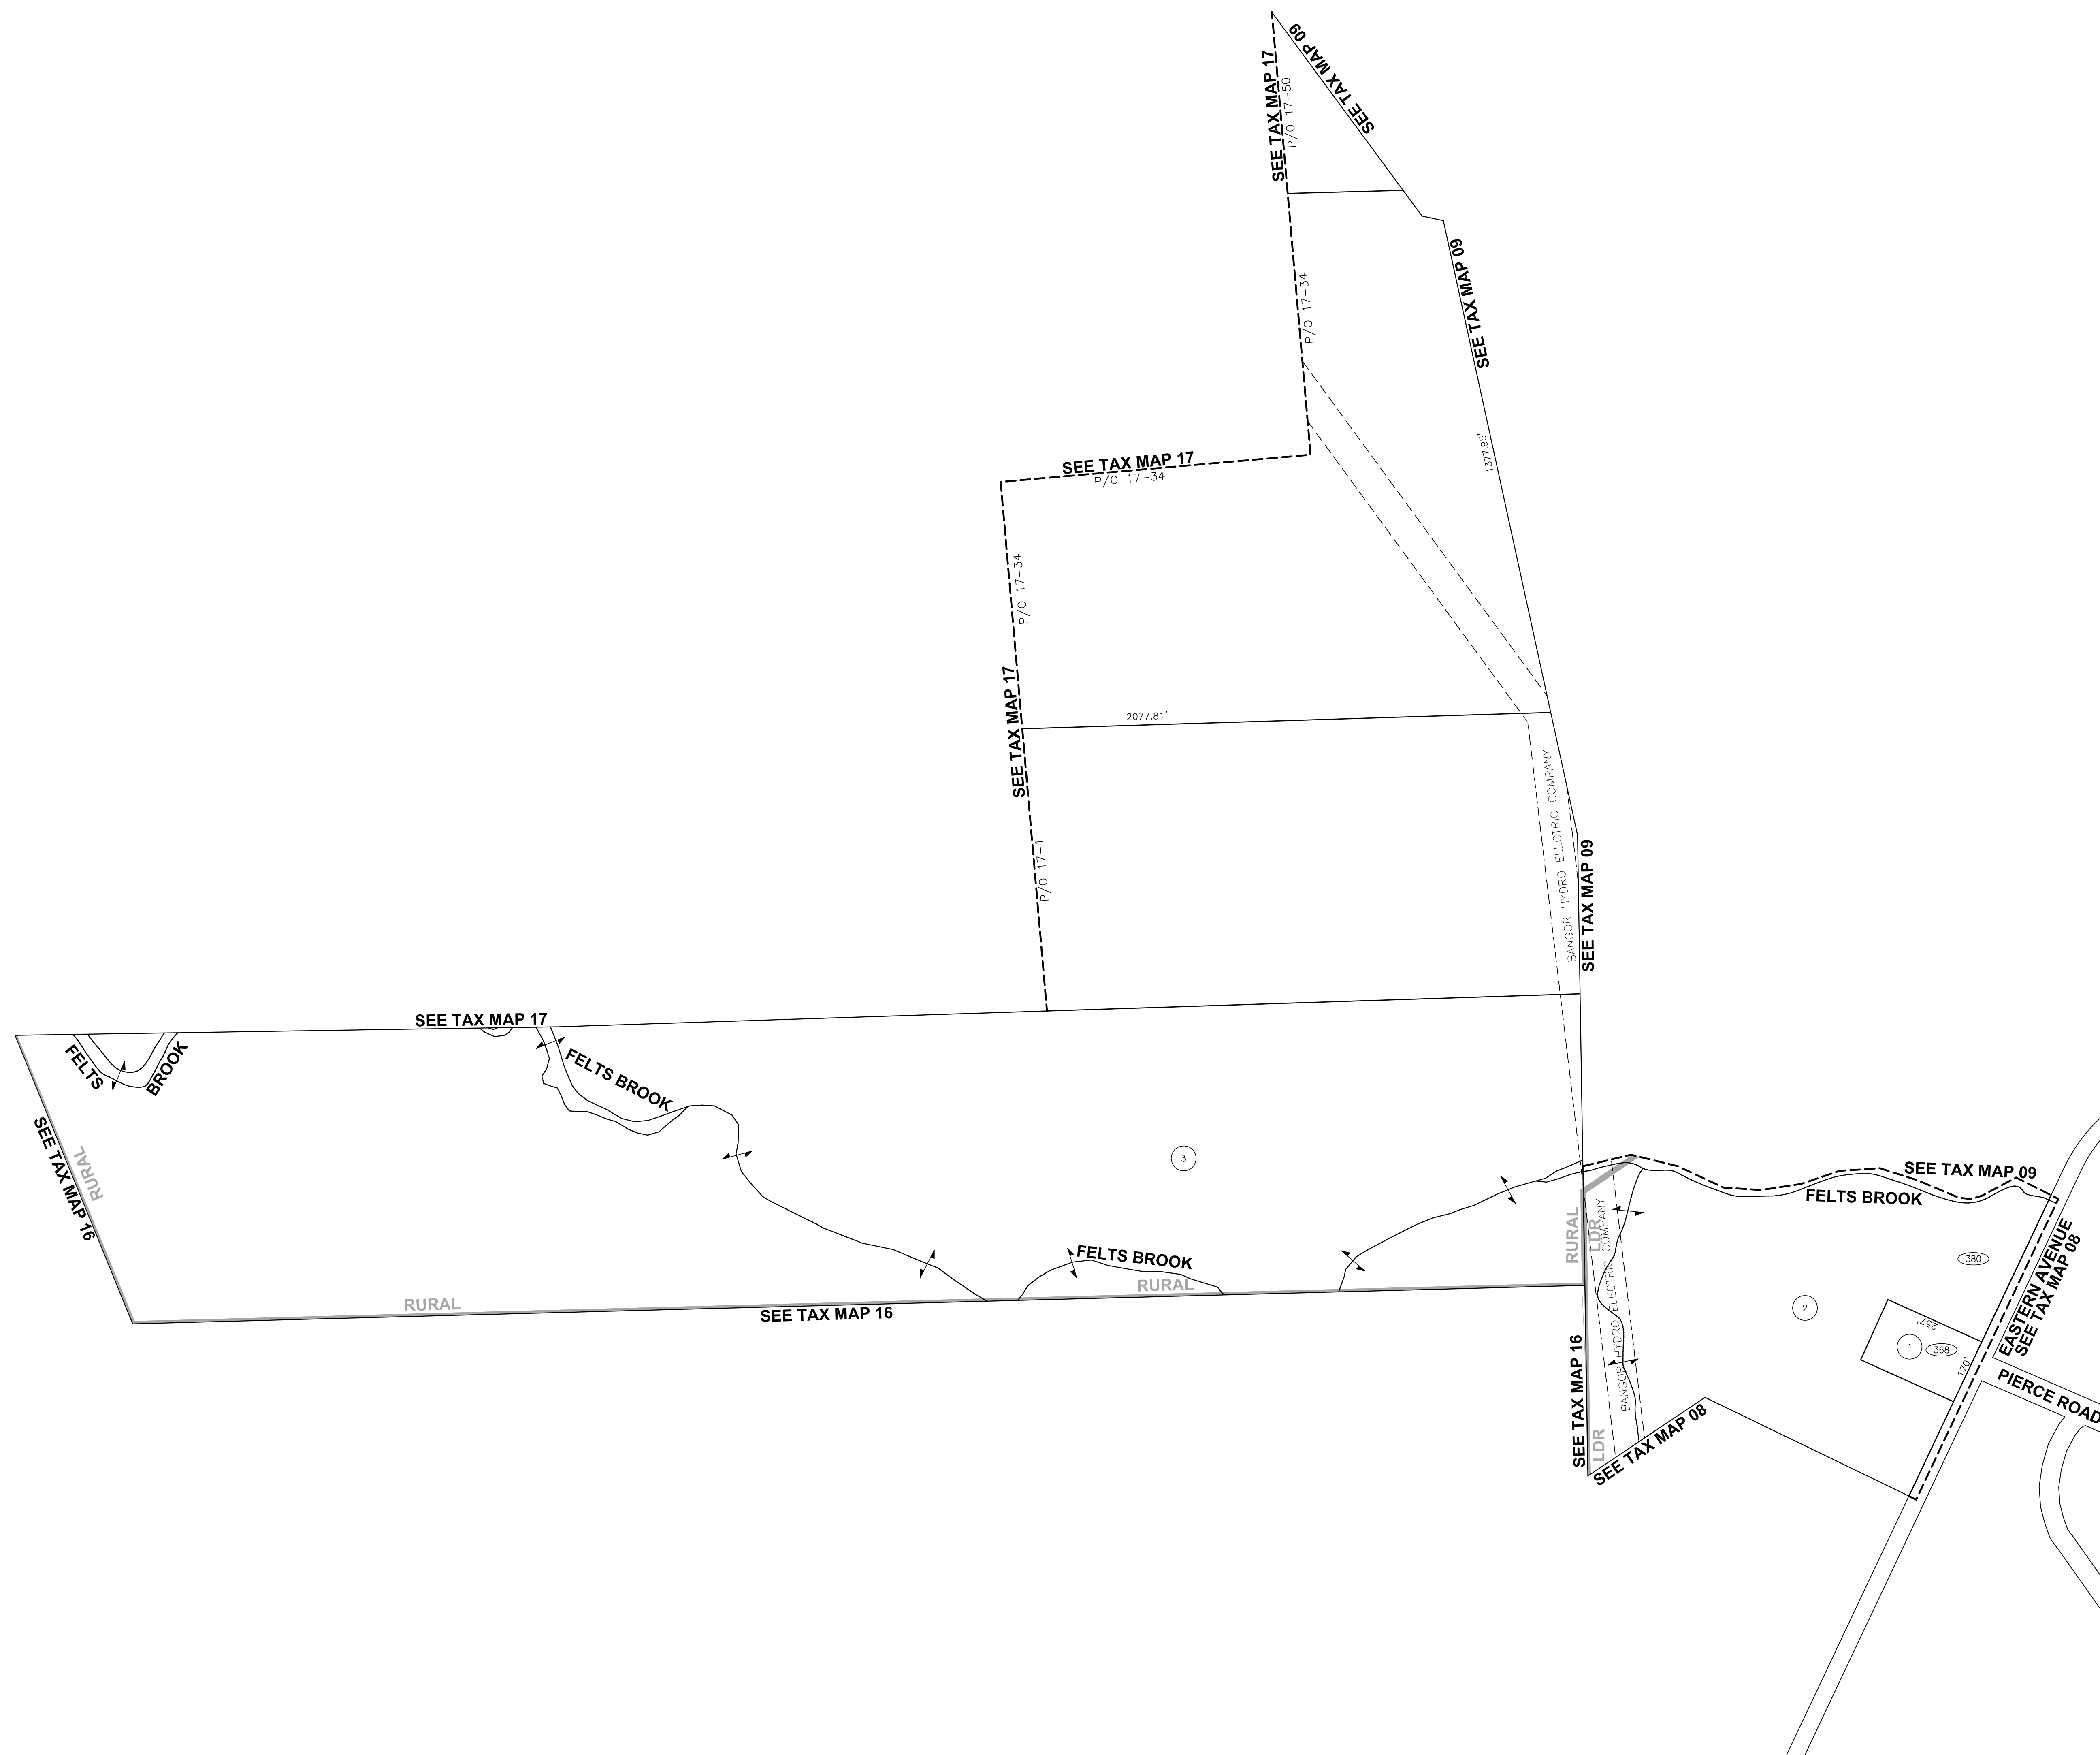 SEE TAX MAP 09
SEE TAX MAP 17
P/O 17-50
SEE TAX MAP 09
P/O 17-34
1377.95'
SEE TAX MAP 17
P/O 17-34
P/O 17-34
SEE TAX MAP 17
2077.81'
BANGOR HYDRO ELECTRIC COMPANY
P/O 17-1
SEE TAX MAP 09
SEE TAX MAP 17
FELTS
BROOK
FELTS BROOK
SEE TAX MAP 16
RURAL
3
SEE TAX MAP 09
FELTS BROOK
RURAL
LDR
BANGOR HYDRO ELECTRIC COMPANY
FELTS BROOK
RURAL
RURAL
SEE TAX MAP 16
380
EASTERN AVENUE
SEE TAX MAP 08
2
257'
1
368
170'
PIERCE ROAD
SEE TAX MAP 16
LDR
SEE TAX MAP 08